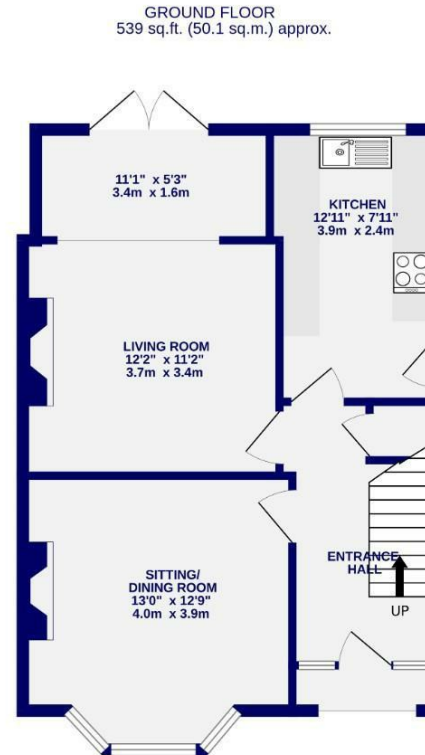 GROUND FLOOR
539 sq.ft. (50.1 sq.m.) approx.
11'1" x 5'3"
3.4m x 1.6m
KITCHEN
12'11" x 7'11"
3.9m x 2.4m
LIVING ROOM
12'2" x 11'2"
3.7m x 3.4m
SITTING/
DINING ROOM
13'0" x 12'9"
4.0m x 3.9m
ENTRANCE
HALL
UP